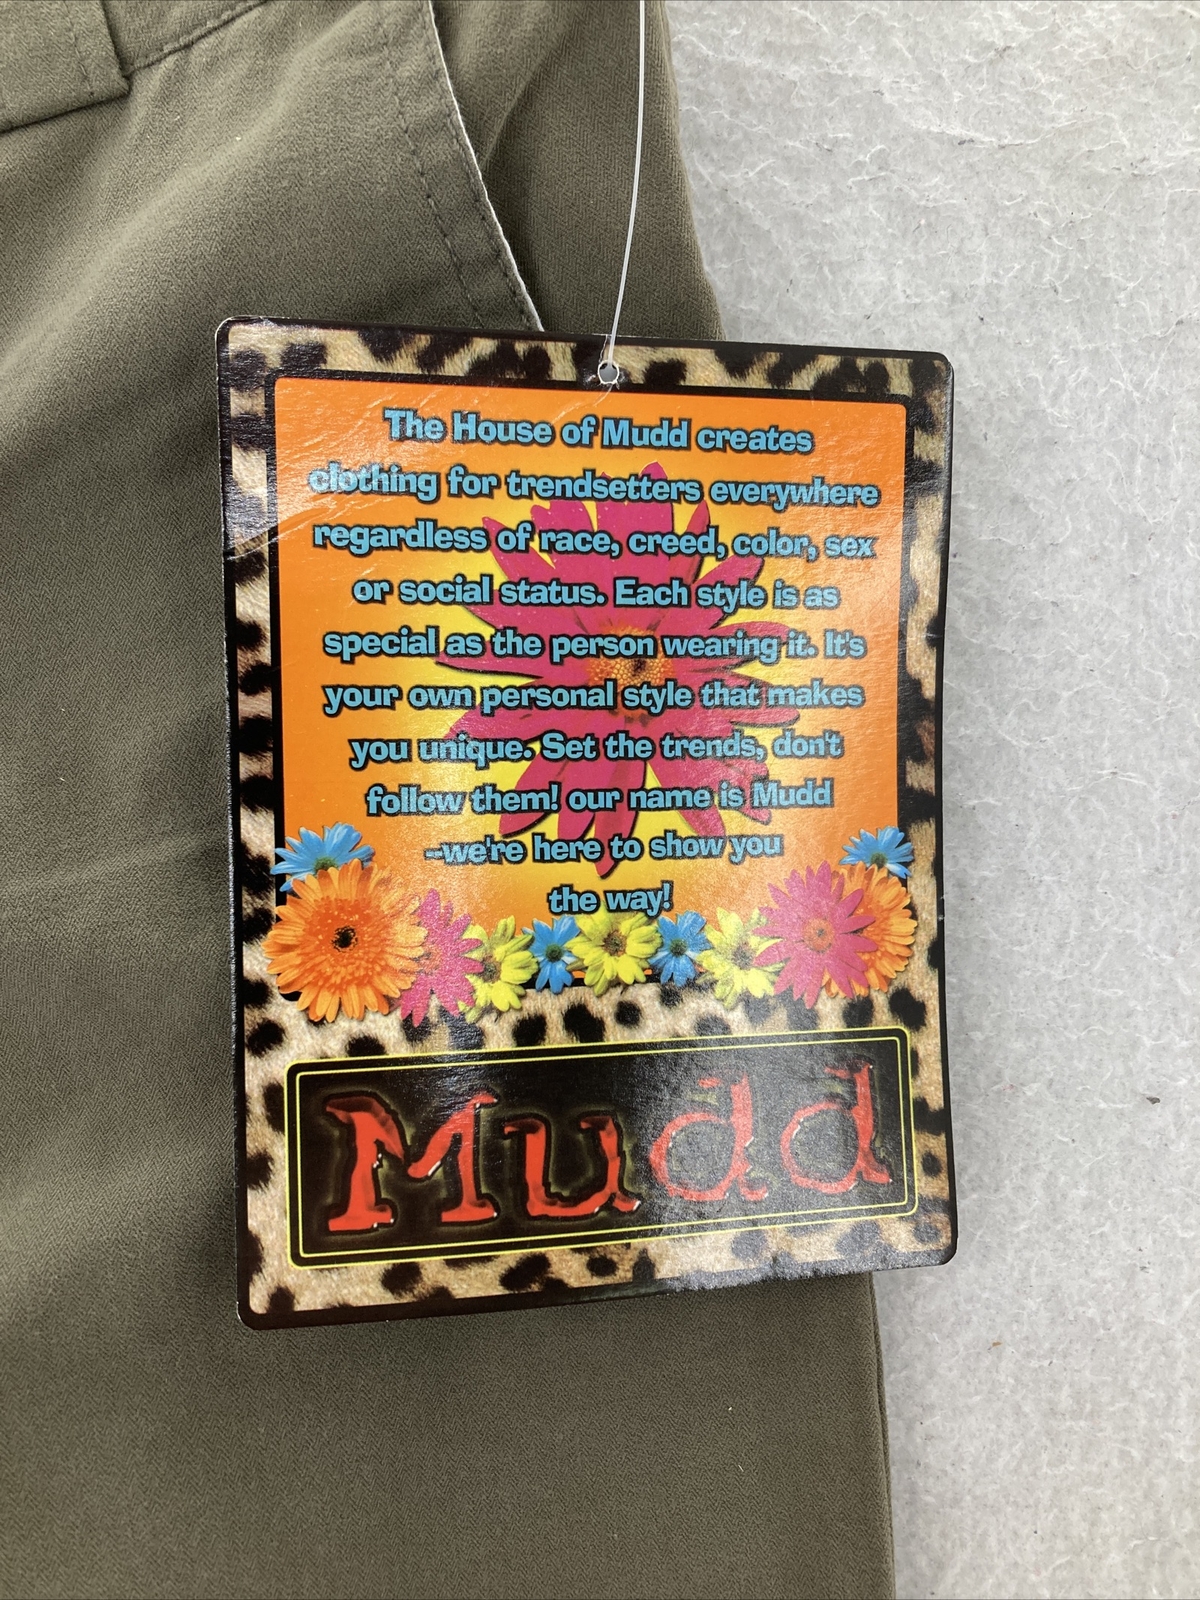 The House of Mudd creates
clothing for trendsetters everywhere
regardless of race, creed, color, sex
or social status. Each style is as
special as the person wearing it. It's
your own personal style that makes
you unique. Set the trends, don't
follow them! our name is Mudd
--we're here to show you
the way!
Mudd